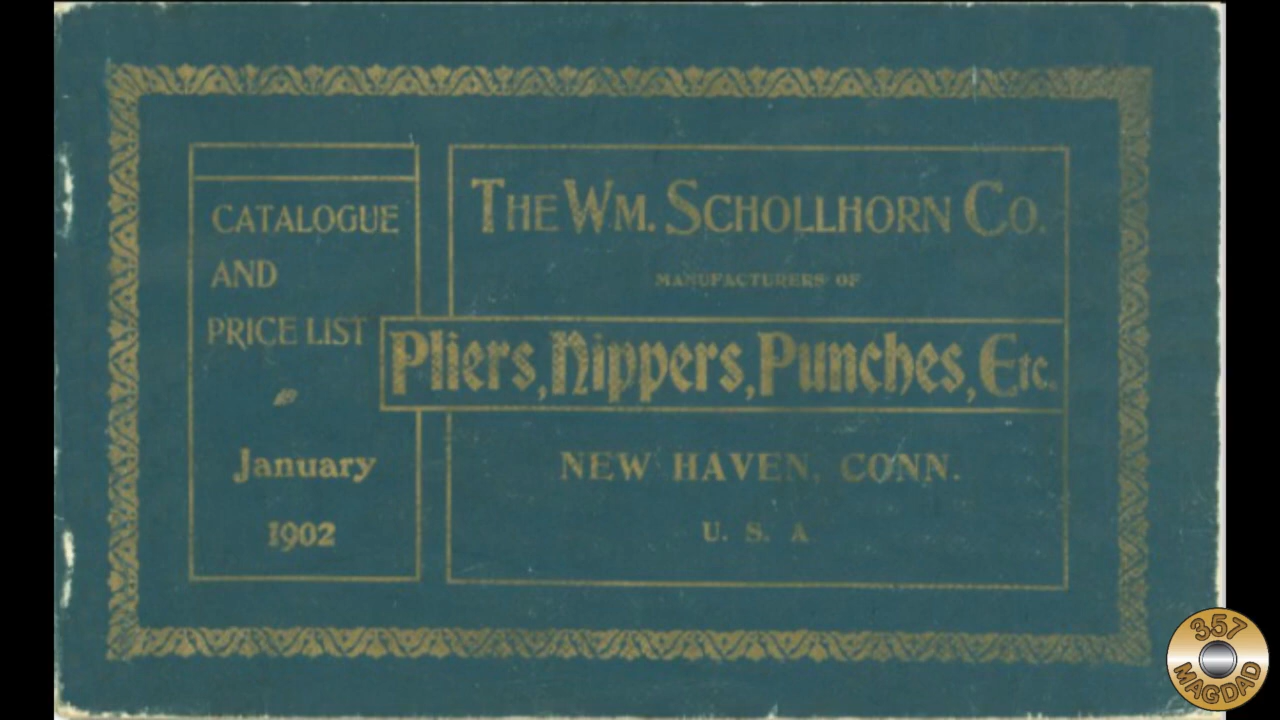 CATALOGUE
AND
PRICE LIST
January
1902
THE WM. SCHOLLHORN CO.
MANUFACTURERS OF
Pliers, Nippers, Punches, Etc.
NEW HAVEN, CONN.
U. S. A
357
MAGDAD